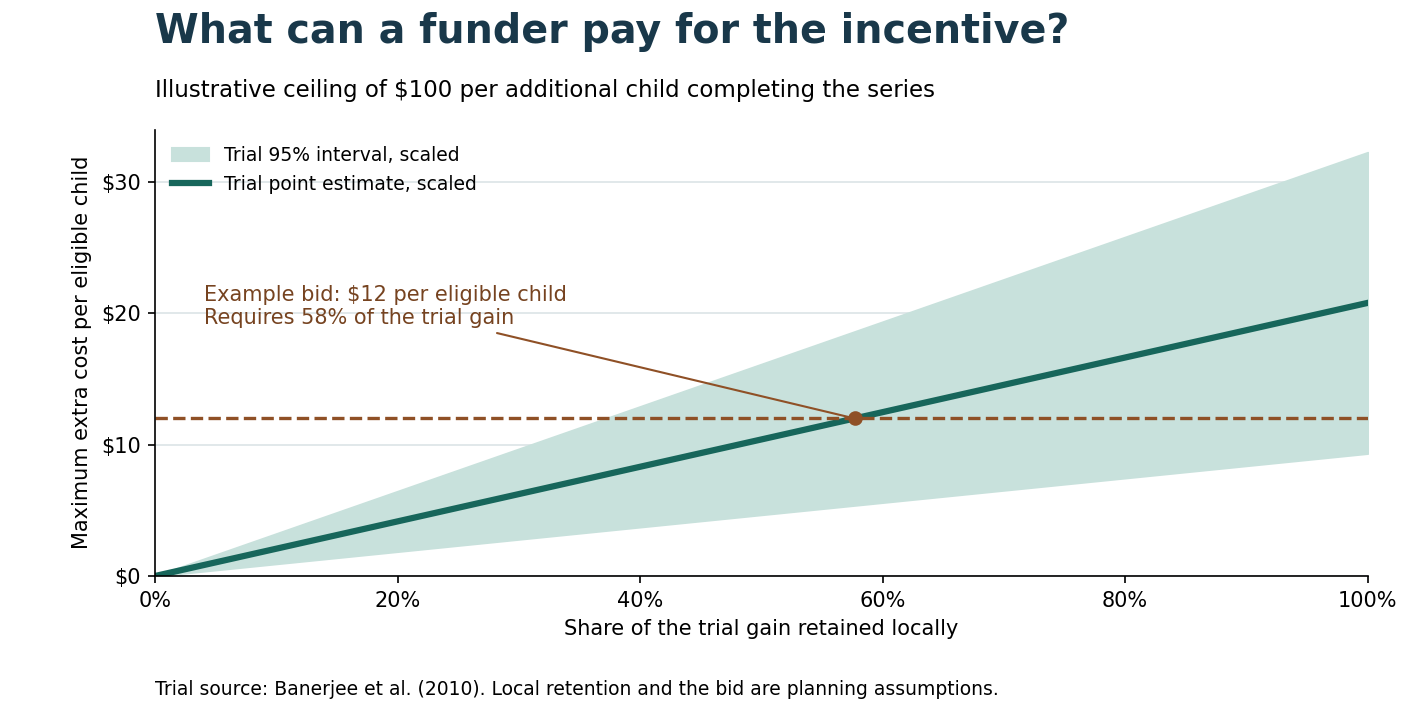 What can a funder pay for the incentive?
Illustrative ceiling of $100 per additional child completing the series
Trial 95% interval, scaled
Trial point estimate, scaled
Maximum extra cost per eligible child
$30
$20
$10
$0
Example bid: $12 per eligible child
Requires 58% of the trial gain
0%
20%
40%
60%
80%
100%
Share of the trial gain retained locally
Trial source: Banerjee et al. (2010). Local retention and the bid are planning assumptions.